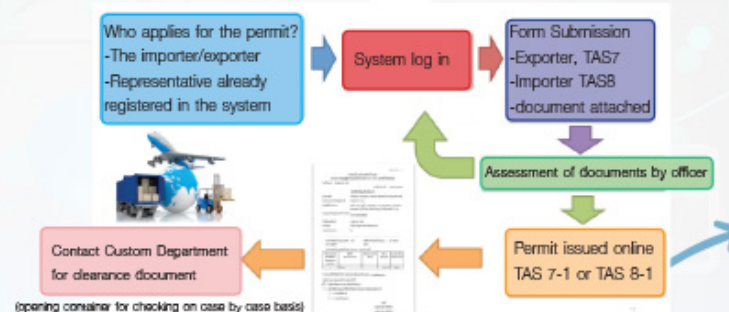 Who applies for the permit?
-The importer/exporter
-Representative already
registered in the system
System log in
Form Submission
-Exporter, TAS7
-Importer TAS8
-document attached
Assessment of documents by officer
Permit issued online
TAS 7-1 or TAS 8-1
Contact Custom Department
for clearance document
(opening container for checking on case by case basis)